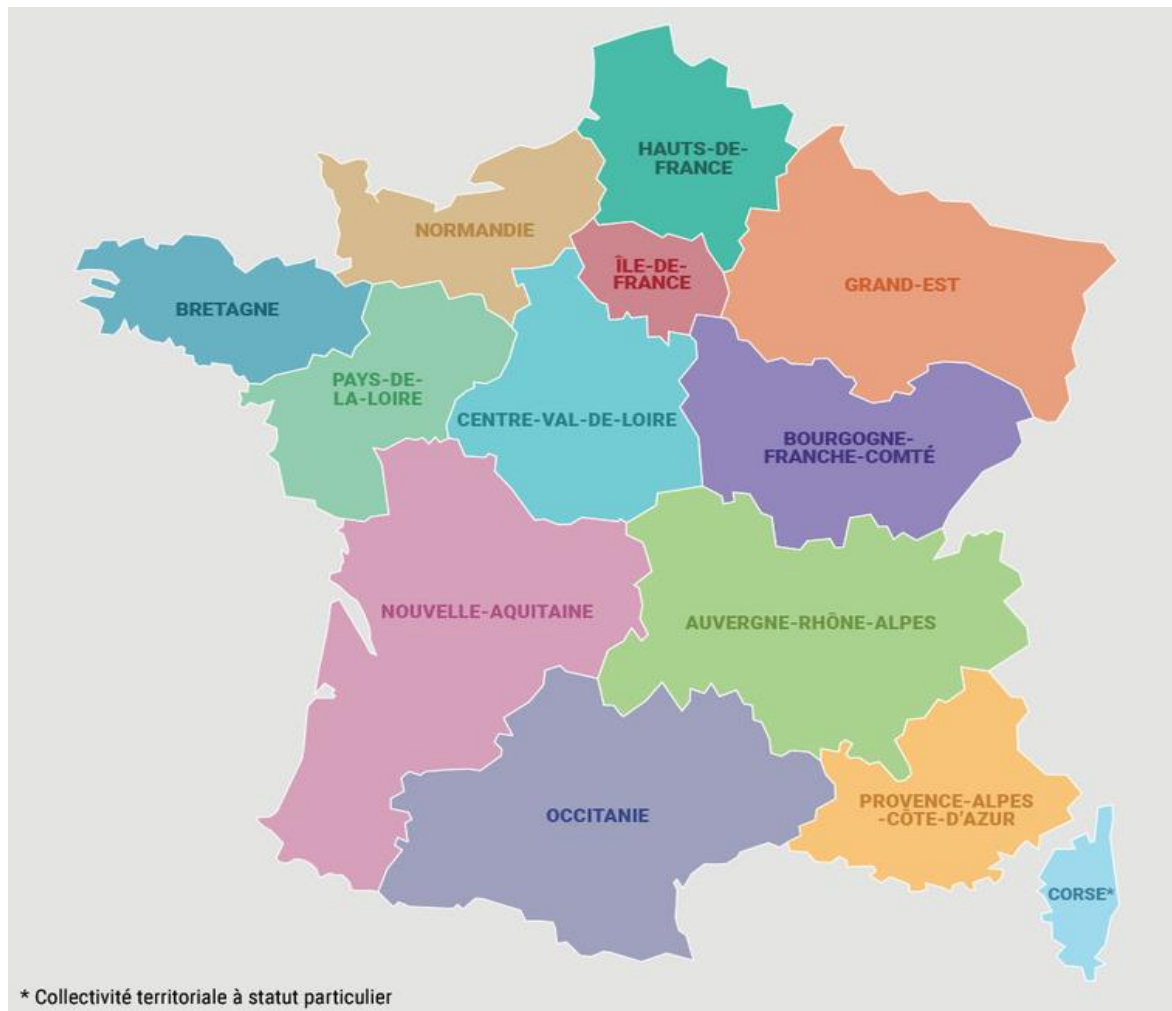 HAUTS-DE-
FRANCE
NORMANDIE
ÎLE-DE-
FRANCE
GRAND-EST
BRETAGNE
PAYS-DE-
LA-LOIRE
CENTRE-VAL-DE-LOIRE
BOURGOGNE-
FRANCHE-COMTÉ
NOUVELLE-AQUITAINE
AUVERGNE-RHÔNE-ALPES
OCCITANIE
PROVENCE-ALPES
-CÔTE-D'AZUR
CORSE*
* Collectivité territoriale à statut particulier